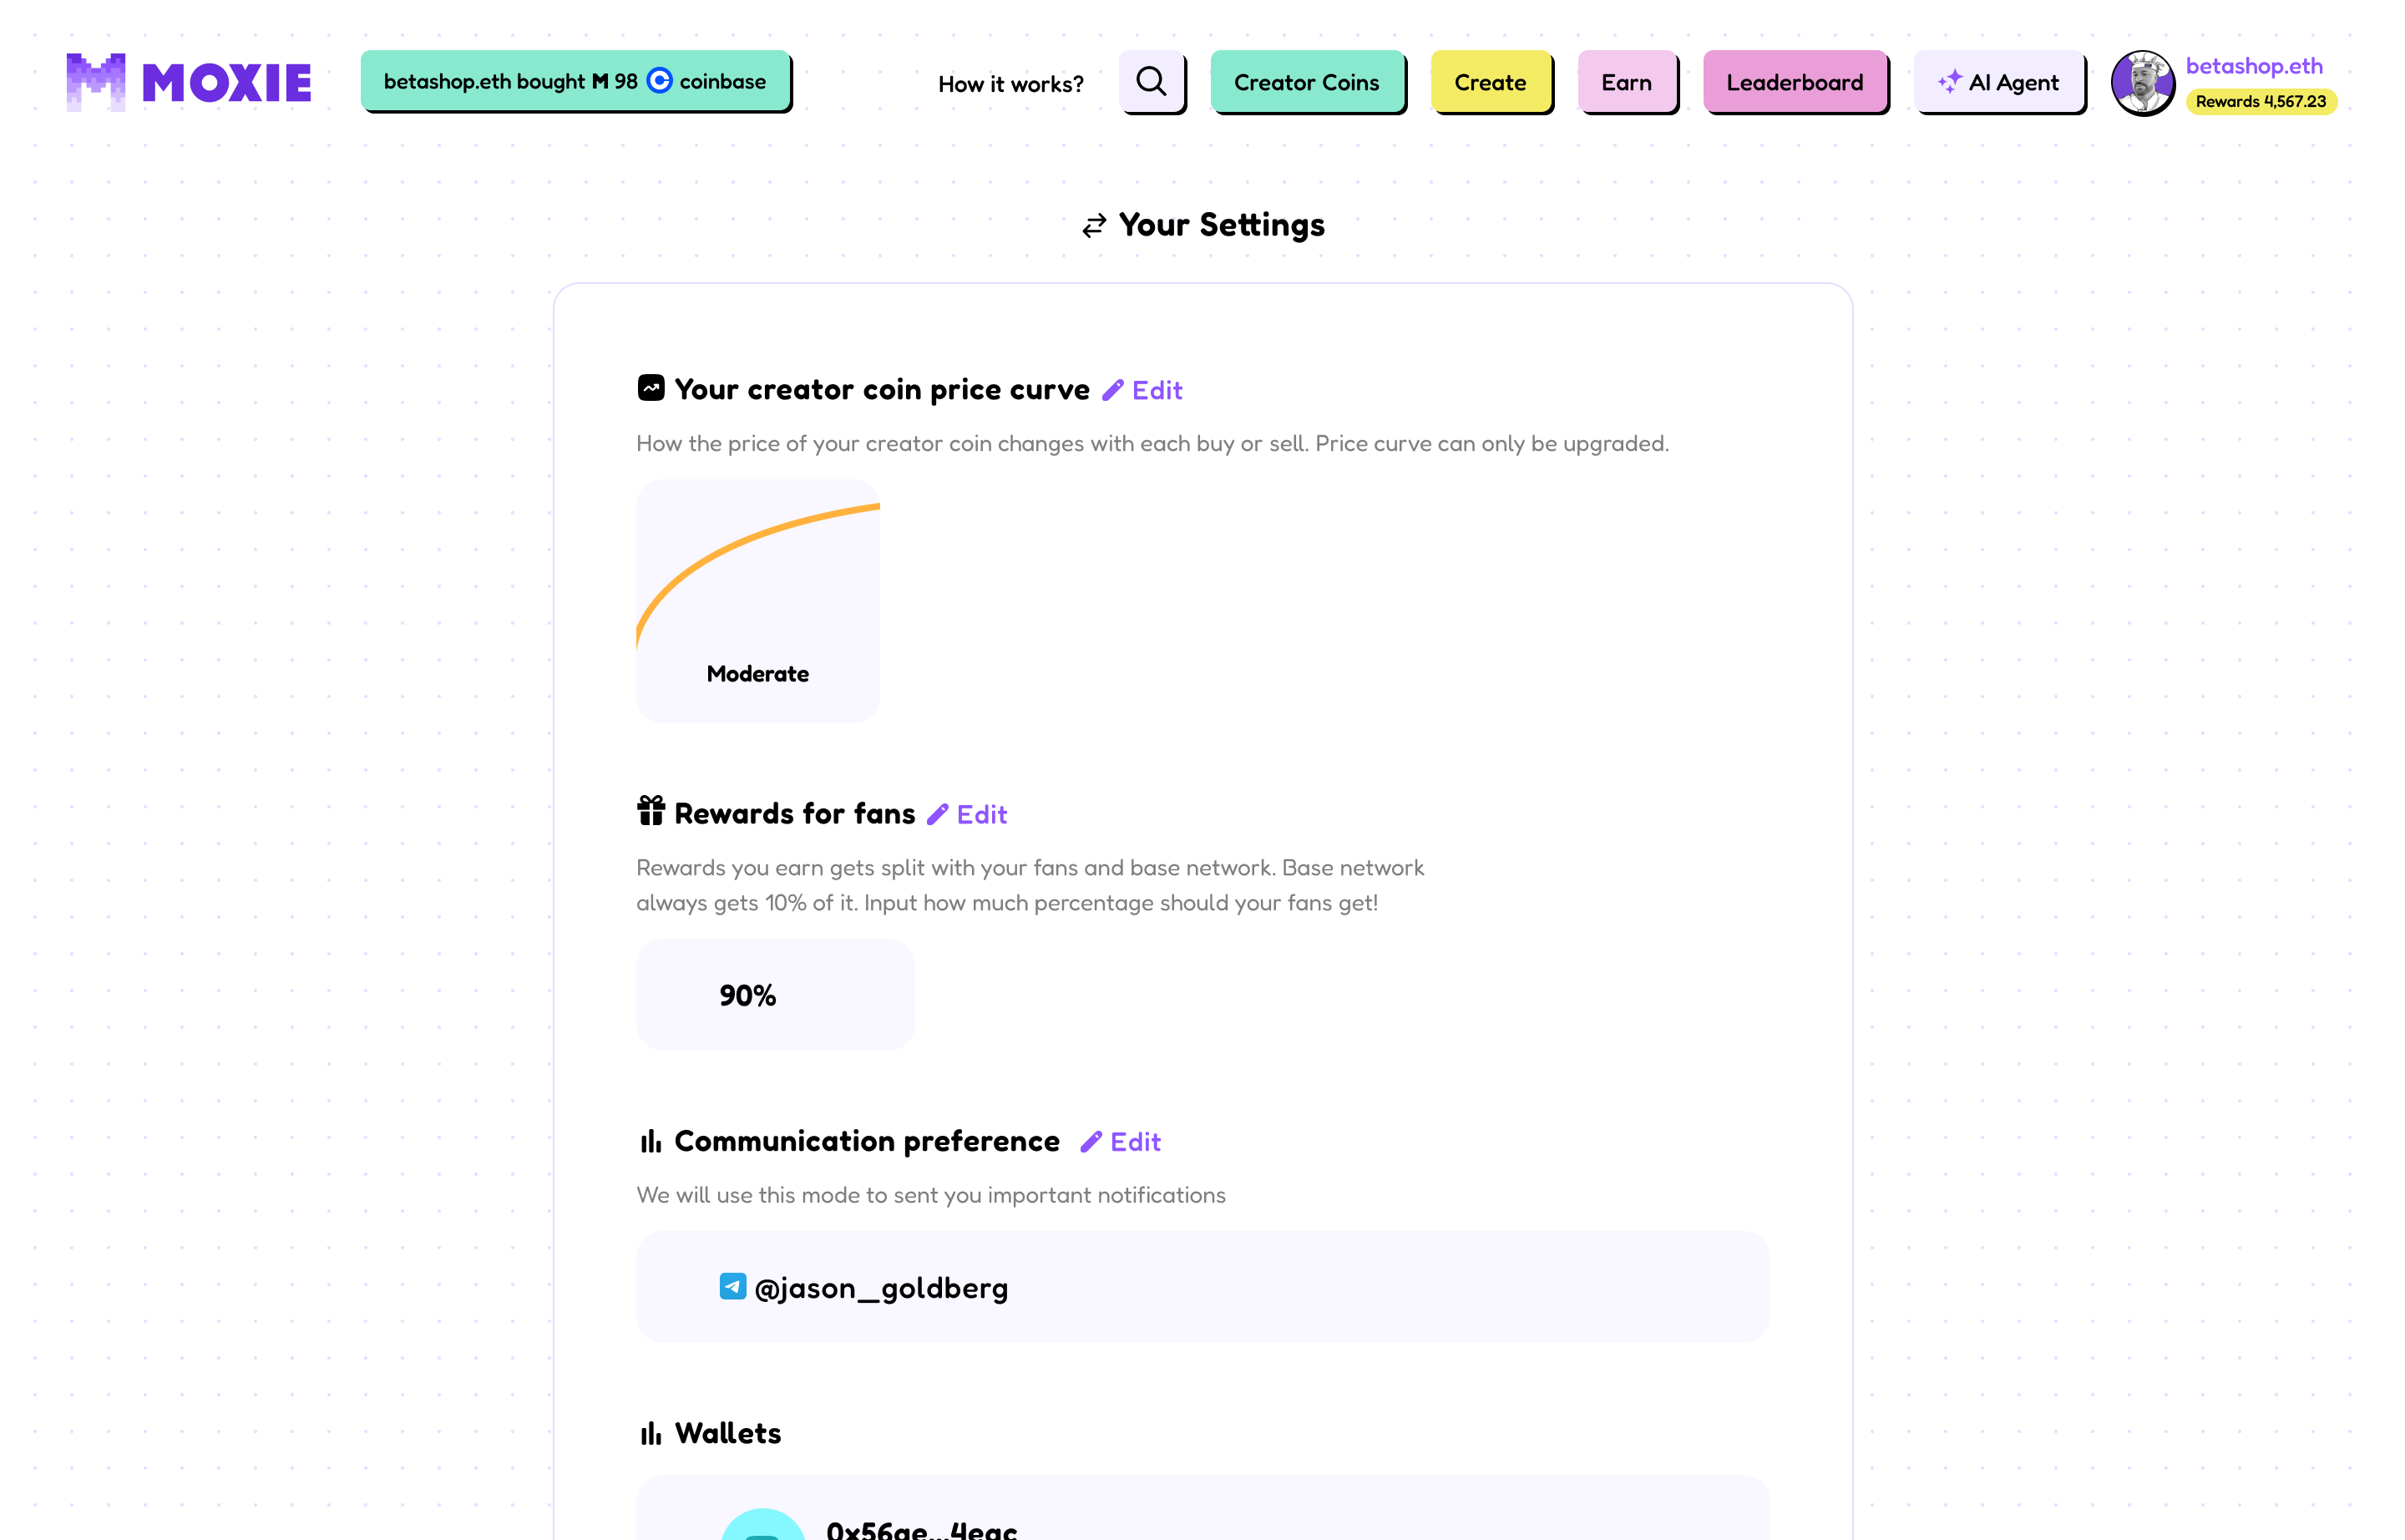 MOXIE
betashop.eth bought M 98 coinbase
How it works?
Creator Coins
Create
Earn
Leaderboard
AI Agent
betashop.eth
Rewards 4,567.23
Your Settings
Your creator coin price curve Edit
How the price of your creator coin changes with each buy or sell. Price curve can only be upgraded.
Moderate
Rewards for fans Edit
Rewards you earn gets split with your fans and base network. Base network
always gets 10% of it. Input how much percentage should your fans get!
90%
Communication preference Edit
We will use this mode to sent you important notifications
@jason_goldberg
Wallets
0x56ae...4eac